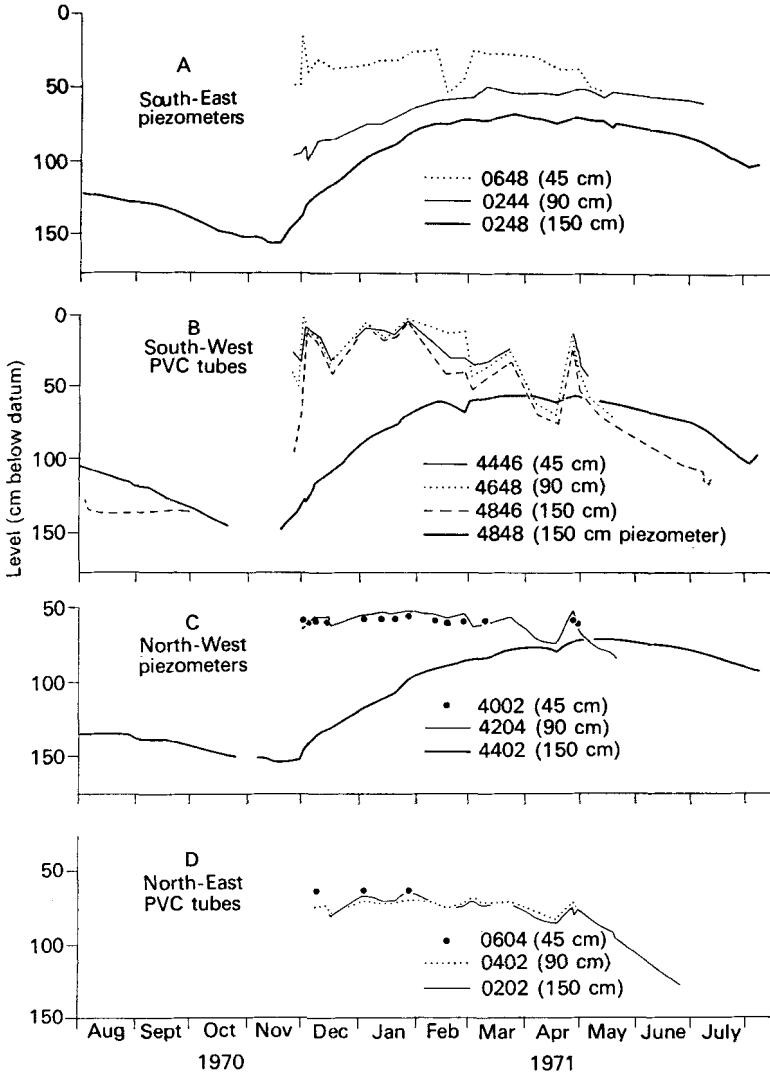 Level (cm below datum)
0
50
100
150
A
South-East
piezometers
0648 (45 cm)
0244 (90 cm)
0248 (150 cm)
0
50
100
150
B
South-West
PVC tubes
4446 (45 cm)
4648 (90 cm)
4846 (150 cm)
4848 (150 cm piezometer)
50
100
150
C
North-West
piezometers
4002 (45 cm)
4204 (90 cm)
4402 (150 cm)
50
100
150
D
North-East
PVC tubes
0604 (45 cm)
0402 (90 cm)
0202 (150 cm)
Aug Sept Oct Nov Dec Jan Feb Mar Apr May June July
1970 1971